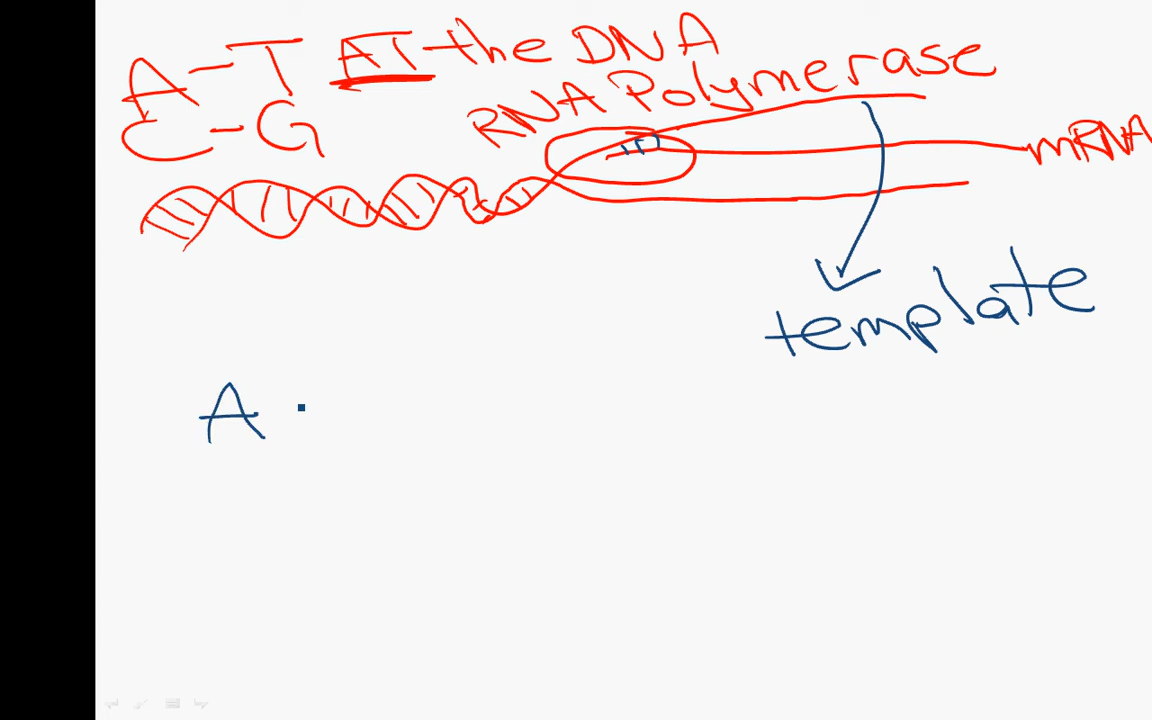 A-T AT the DNA
C-G RNA Polymerase
mRNA
template
A